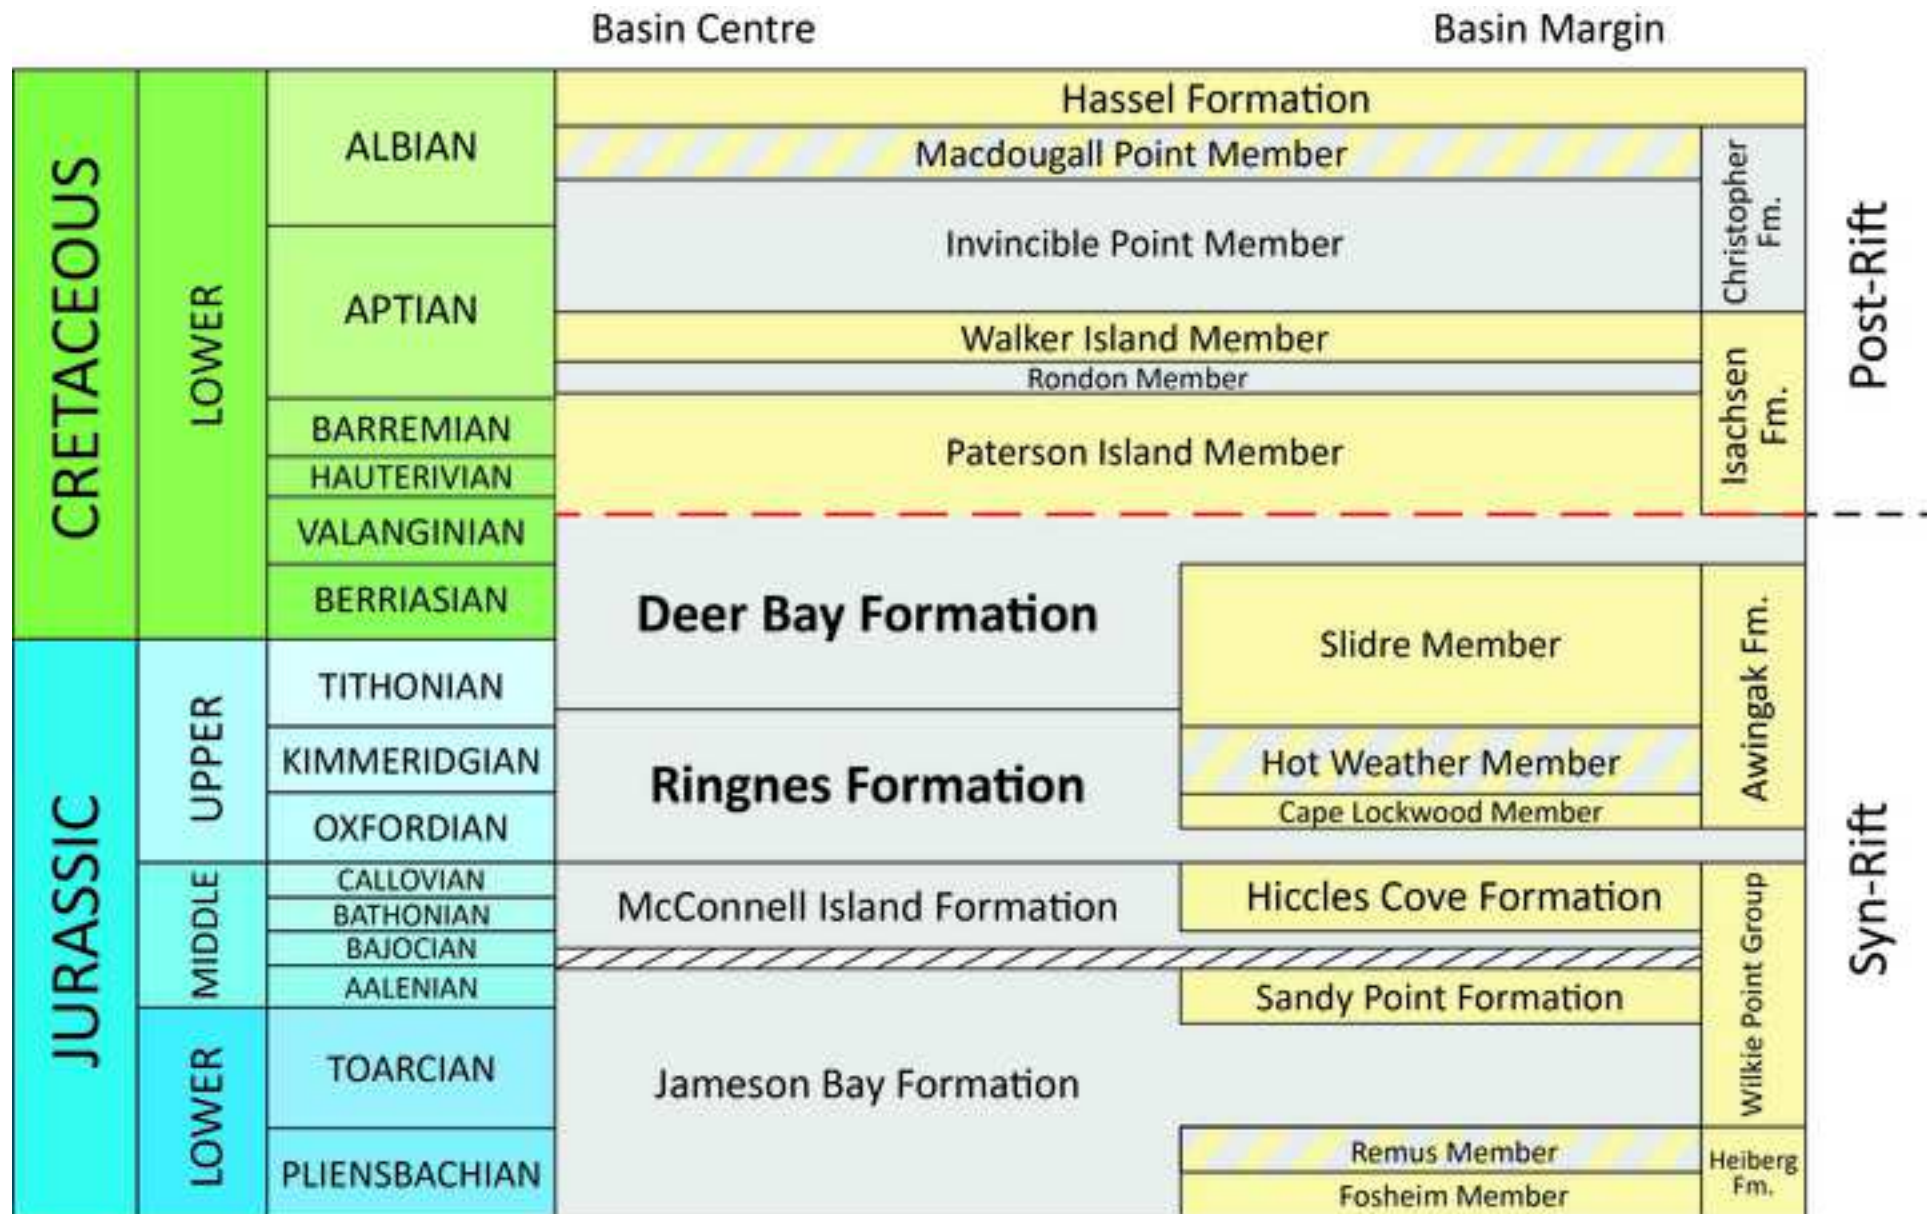 Basin Centre
Basin Margin
CRETACEOUS
LOWER
ALBIAN
APTIAN
BARREMIAN
HAUTERIVIAN
VALANGINIAN
BERRIASIAN
JURASSIC
UPPER
TITHONIAN
KIMMERIDGIAN
OXFORDIAN
MIDDLE
CALLOVIAN
BATHONIAN
BAJOCIAN
AALENIAN
LOWER
TOARCIAN
PLIENSBACHIAN
Hassel Formation
Macdougall Point Member
Invincible Point Member
Christopher
Fm.
Walker Island Member
Rondon Member
Paterson Island Member
Isachsen
Fm.
Deer Bay Formation
Slidre Member
Ringnes Formation
Hot Weather Member
Cape Lockwood Member
Awingak Fm.
McConnell Island Formation
Hiccles Cove Formation
Sandy Point Formation
Jameson Bay Formation
Wilkie Point Group
Remus Member
Fosheim Member
Heiberg
Fm.
Post-Rift
Syn-Rift